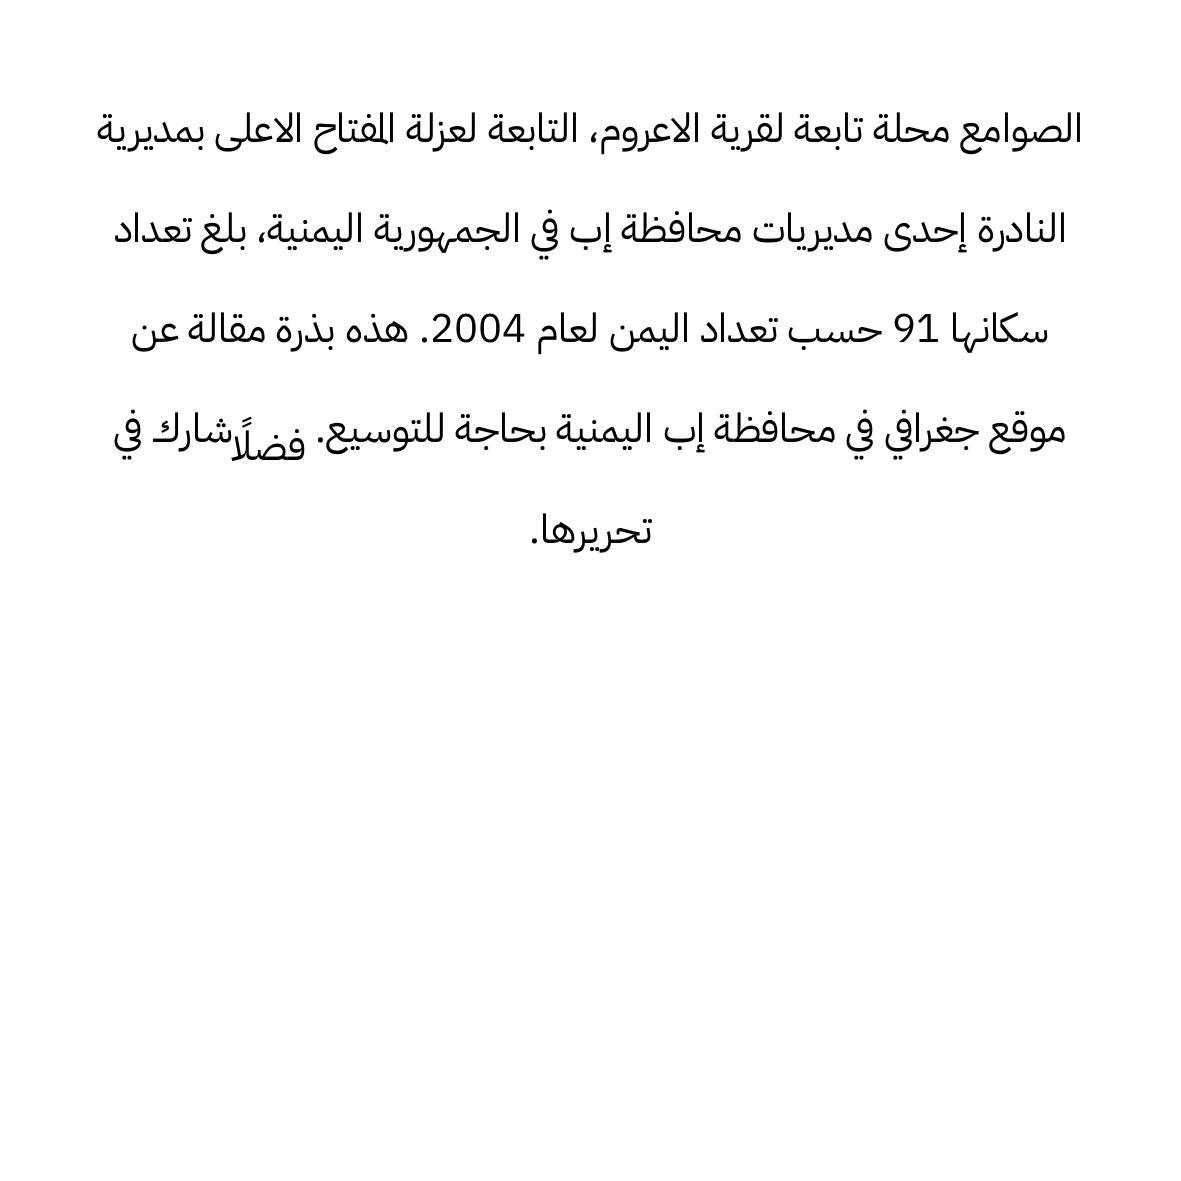 الصوامع محلة تابعة لقرية الاعروم، التابعة لعزلة المفتاح الاعلى بمديرية
النادرة إحدى مديريات محافظة إب في الجمهورية اليمنية، بلغ تعداد
سكانها 91 حسب تعداد اليمن لعام 2004. هذه بذرة مقالة عن
موقع جغرافي في محافظة إب اليمنية بحاجة للتوسيع. فضلًا شارك في
تحريرها.